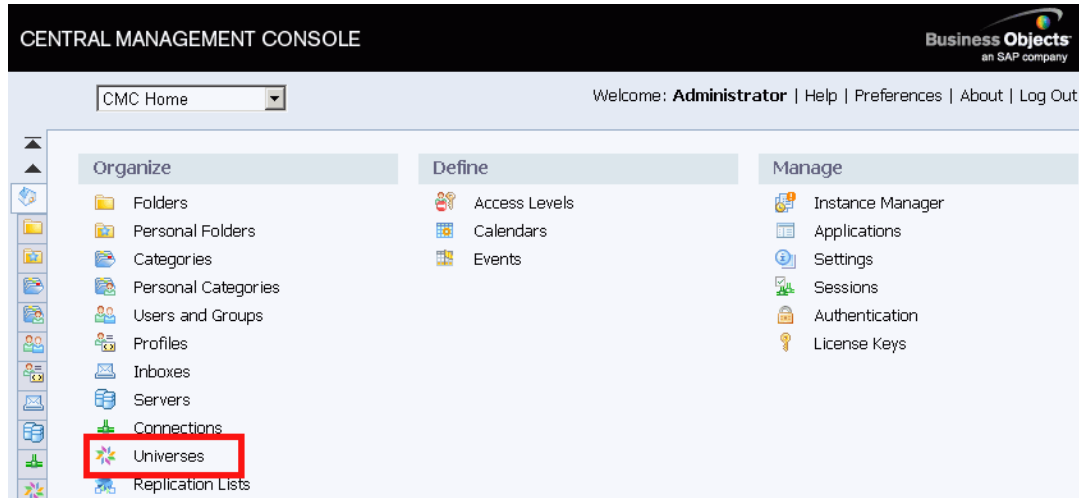 CENTRAL MANAGEMENT CONSOLE
Business Objects
an SAP company
CMC Home
Welcome: Administrator | Help | Preferences | About | Log Out
Organize
Folders
Personal Folders
Categories
Personal Categories
Users and Groups
Profiles
Inboxes
Servers
Connections
Universes
Replication Lists
Define
Access Levels
Calendars
Events
Manage
Instance Manager
Applications
Settings
Sessions
Authentication
License Keys